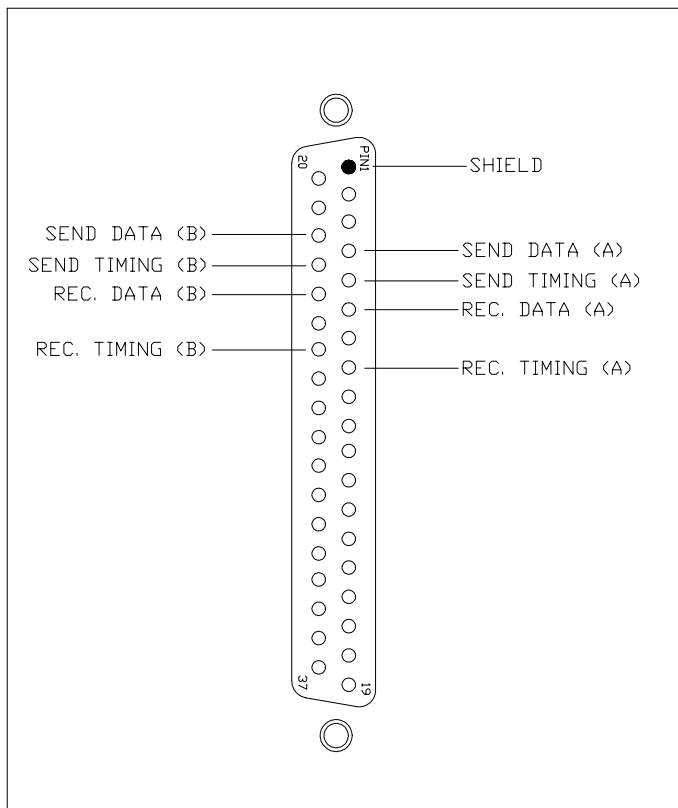 20
PIN1
SHIELD
SEND DATA (B)
SEND DATA (A)
SEND TIMING (B)
SEND TIMING (A)
REC. DATA (B)
REC. DATA (A)
REC. TIMING (B)
REC. TIMING (A)
37
19